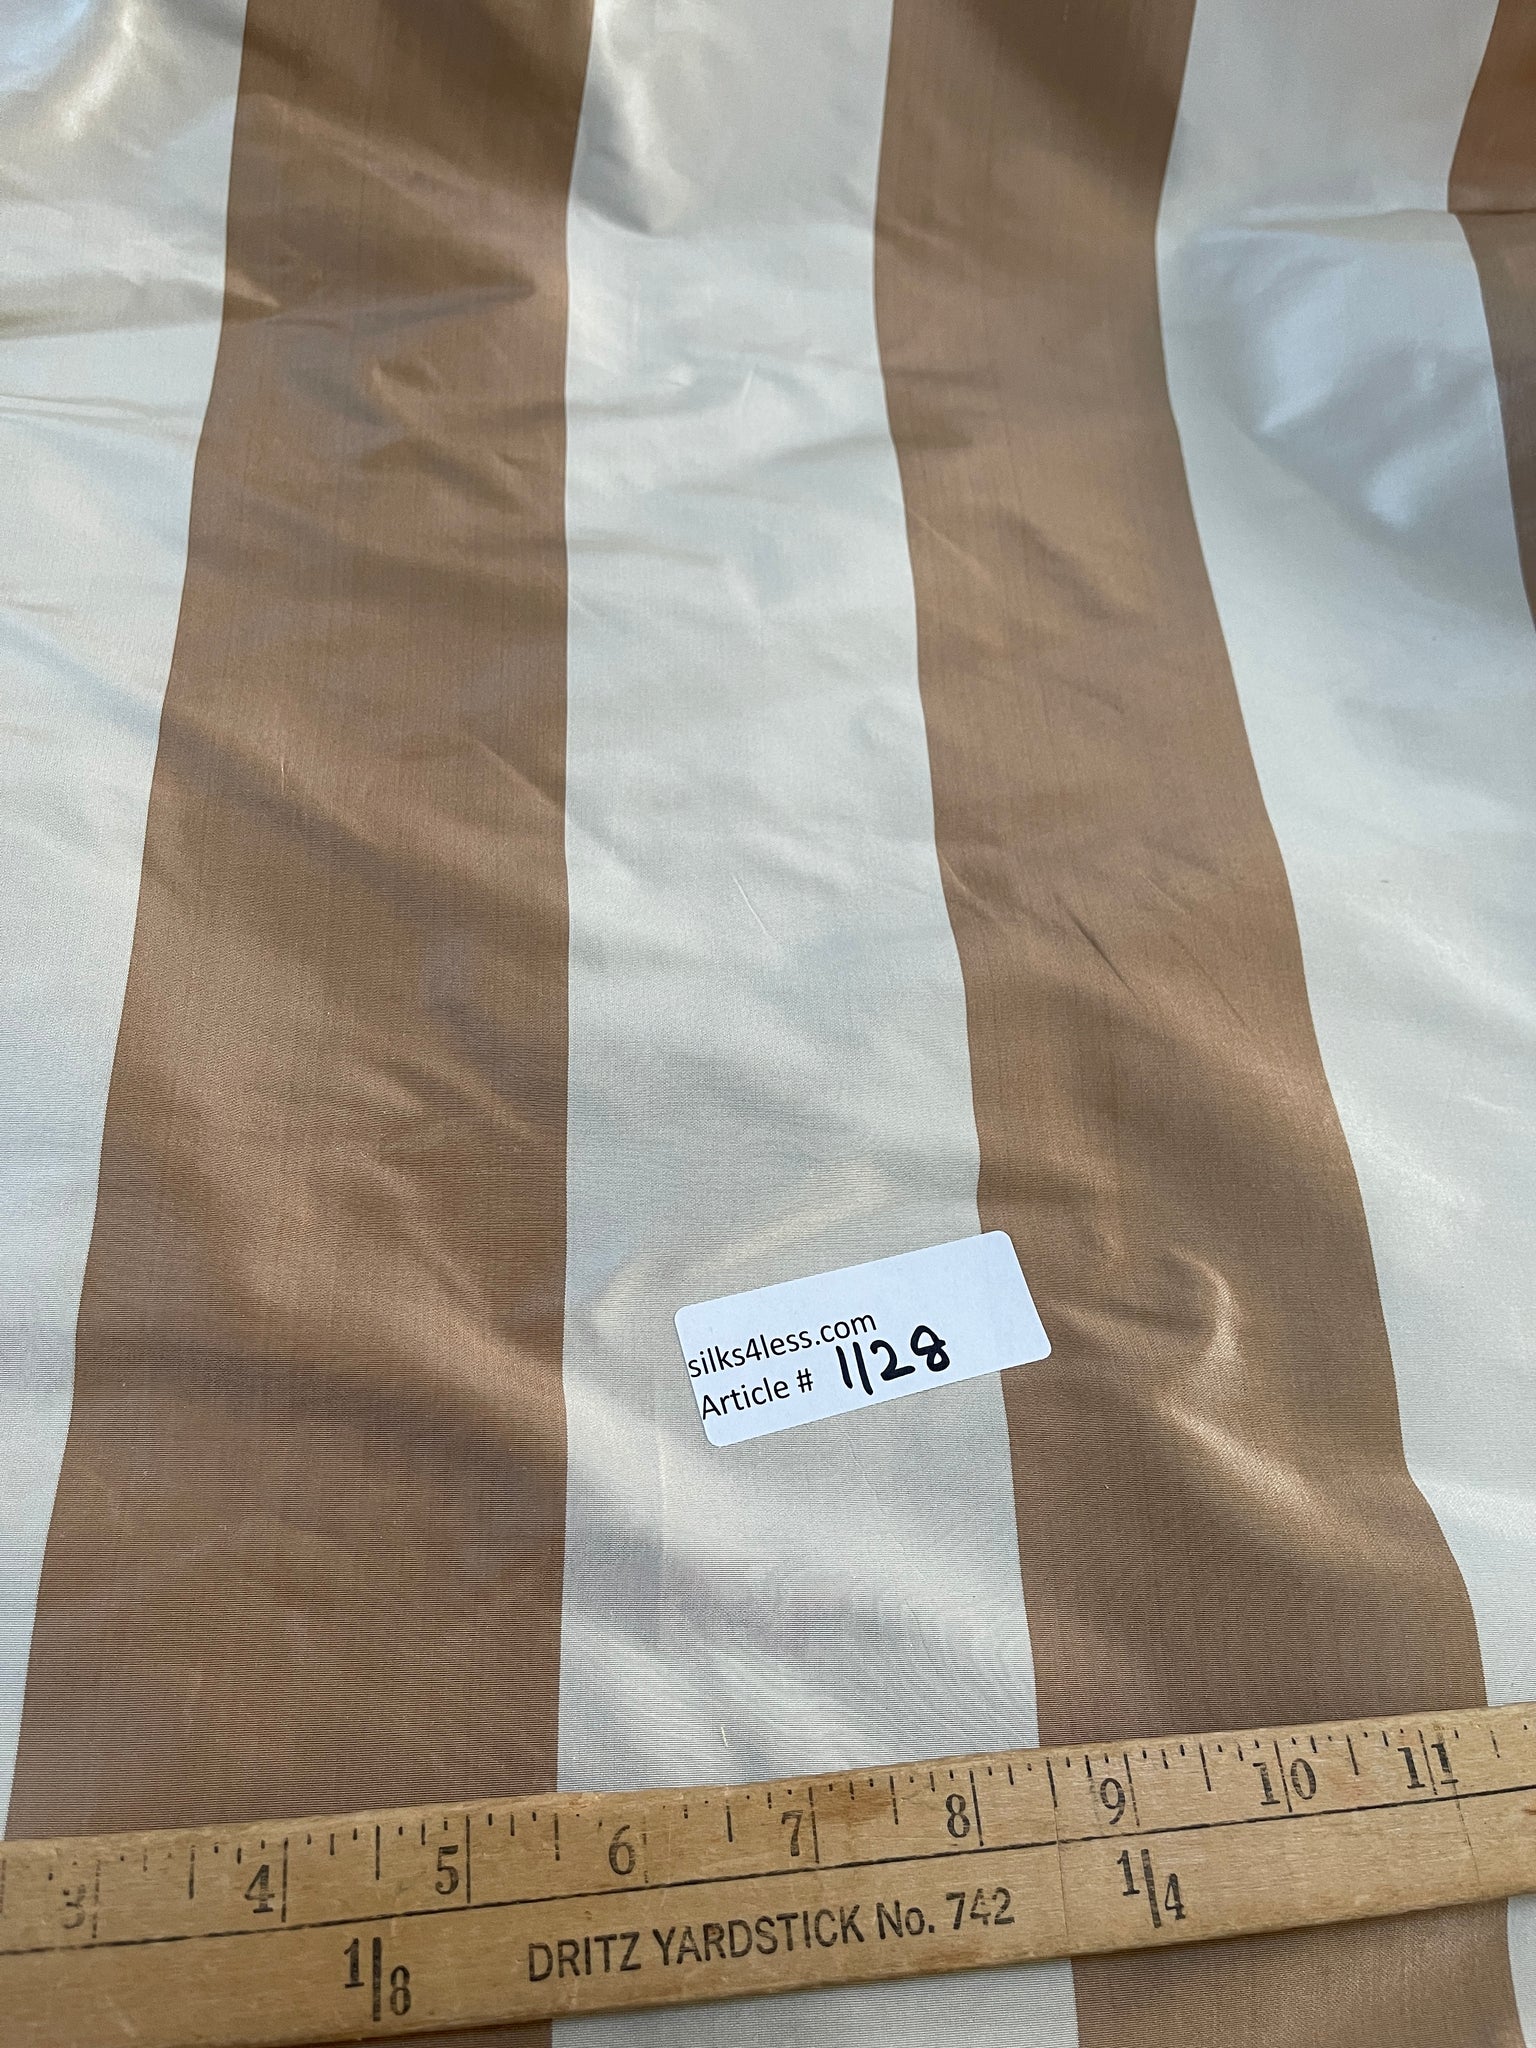 silks4less.com
Article # 1128
3 4 5 6 7 8 9 10 11
1/8 DRITZ YARDSTICK No. 742 1/4